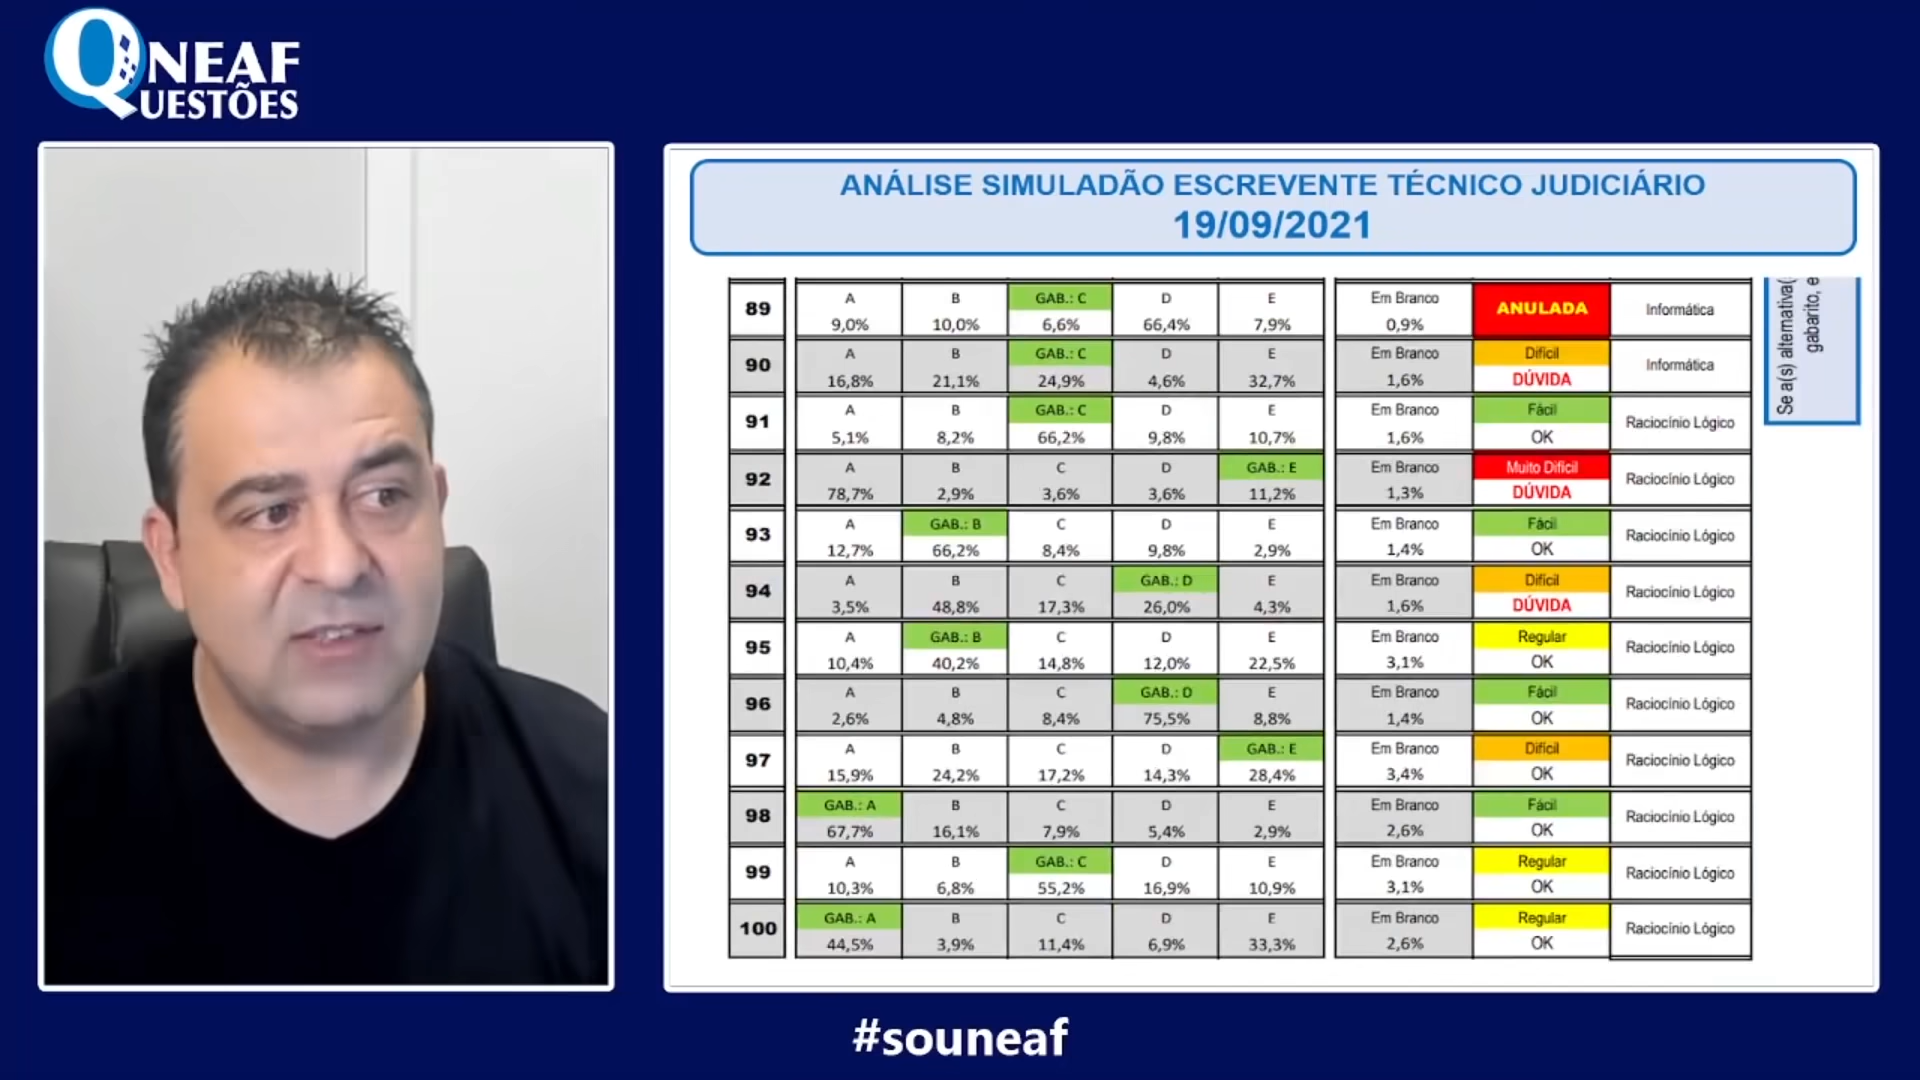 QNEAF
QUESTÕES
ANÁLISE SIMULADÃO ESCREVENTE TÉCNICO JUDICIÁRIO
19/09/2021
89 A B GAB.: C D E Em Branco ANULADA Informática
9,0% 10,0% 6,6% 66,4% 7,9% 0,9%
90 A B GAB.: C D E Em Branco Difícil Informática
16,8% 21,1% 24,9% 4,6% 32,7% 1,6% DÚVIDA
91 A B GAB.: C D E Em Branco Fácil Raciocínio Lógico
5,1% 8,2% 66,2% 9,8% 10,7% 1,6% OK
92 A B C D GAB.: E Em Branco Muito Difícil Raciocínio Lógico
78,7% 2,9% 3,6% 3,6% 11,2% 1,3% DÚVIDA
93 A GAB.: B C D E Em Branco Fácil Raciocínio Lógico
12,7% 66,2% 8,4% 9,8% 2,9% 1,4% OK
94 A B C GAB.: D E Em Branco Difícil Raciocínio Lógico
3,5% 48,8% 17,3% 26,0% 4,3% 1,6% DÚVIDA
95 A GAB.: B C D E Em Branco Regular Raciocínio Lógico
10,4% 40,2% 14,8% 12,0% 22,5% 3,1% OK
96 A B C GAB.: D E Em Branco Fácil Raciocínio Lógico
2,6% 4,8% 8,4% 75,5% 8,8% 1,4% OK
97 A B C D GAB.: E Em Branco Difícil Raciocínio Lógico
15,9% 24,2% 17,2% 14,3% 28,4% 3,4% OK
98 GAB.: A B C D E Em Branco Fácil Raciocínio Lógico
67,7% 16,1% 7,9% 5,4% 2,9% 2,6% OK
99 A B GAB.: C D E Em Branco Regular Raciocínio Lógico
10,3% 6,8% 55,2% 16,9% 10,9% 3,1% OK
100 GAB.: A B C D E Em Branco Regular Raciocínio Lógico
44,5% 3,9% 11,4% 6,9% 33,3% 2,6% OK
Se a(s) alternativa(
gabarito, e
#souneaf